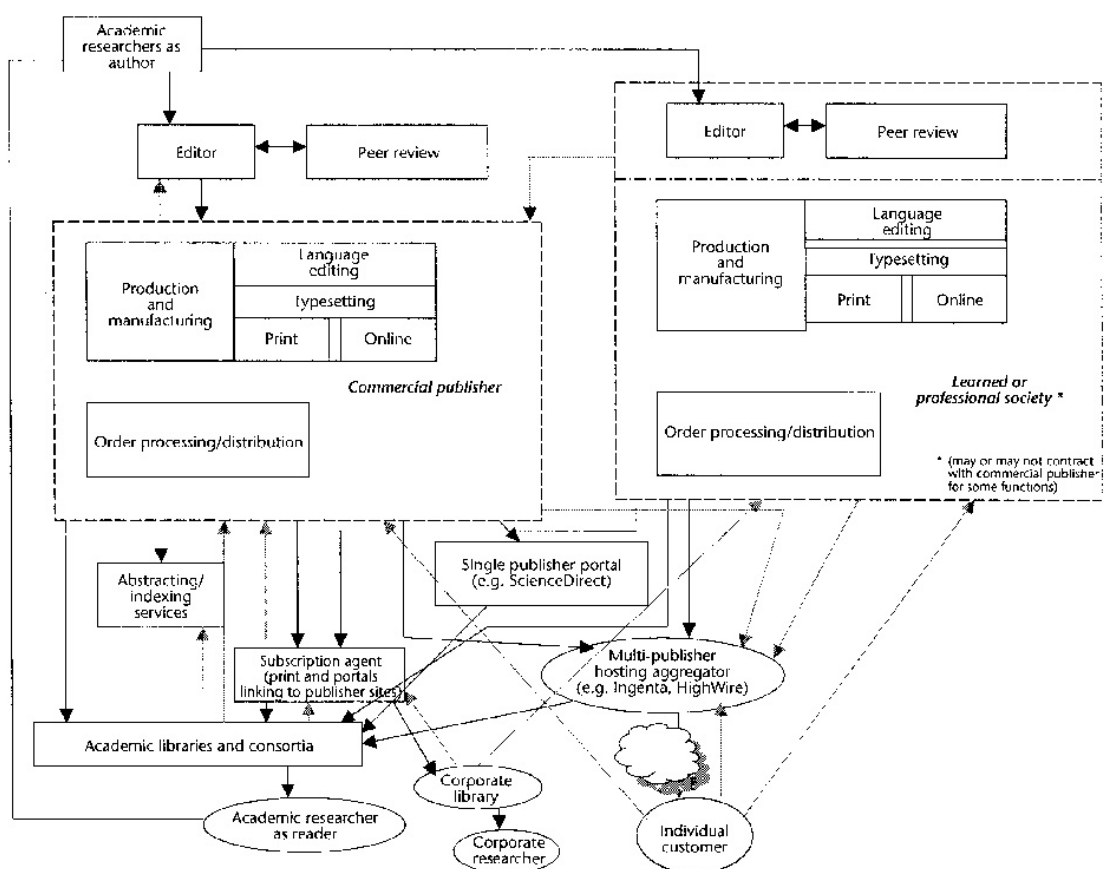 Academic
researchers as
author
Editor
Peer review
Editor
Peer review
Production
and
manufacturing
Language
editing
Typesetting
Print
Online
Commercial publisher
Order processing/distribution
Production
and
manufacturing
Language
editing
Typesetting
Print
Online
Learned or
professional society *
Order processing/distribution
* (may or may not contract
with commercial publisher
for some functions)
Abstracting/
indexing
services
Single publisher portal
(e.g. ScienceDirect)
Subscription agent
(print and portals
linking to publisher sites)
Multi-publisher
hosting aggregator
(e.g. Ingenta, HighWire)
Academic libraries and consortia
Corporate
library
Academic researcher
as reader
Corporate
researcher
Individual
customer